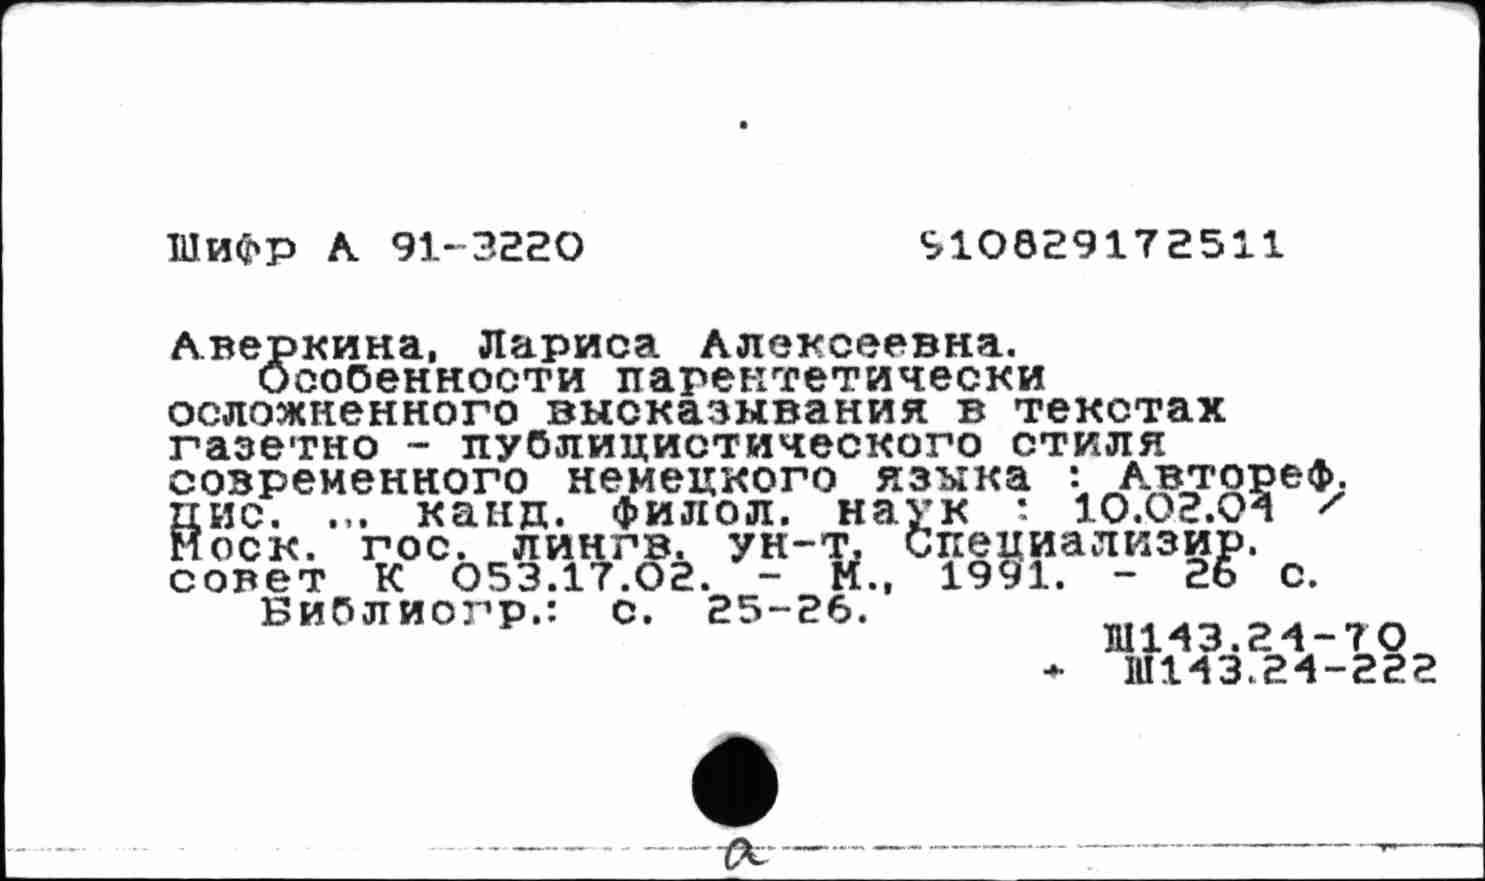 Шифр А 91-3220 910829172511
Аверкина, Лариса Алексеевна.
Особенности парентетически
осложненного высказывания в текстах
газетно - публицистического стиля
современного немецкого языка : Автореф.
дис. ... канд. филол. наук : 10.02.04 /
Моск. гос. лингв. ун-т. Специализир.
совет К 053.17.02. - М., 1991. - 26 с.
Библиогр.: с. 25-26.
Ш143.24-70
+ Ш143.24-222
а